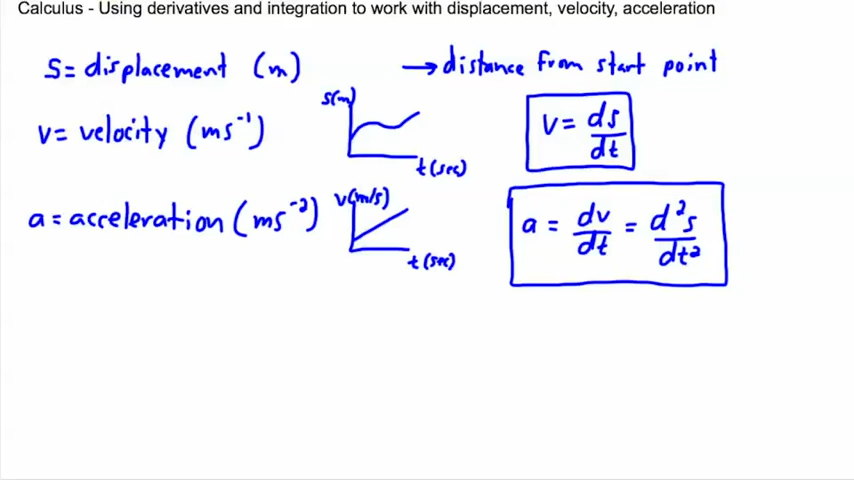 Calculus - Using derivatives and integration to work with displacement, velocity, acceleration
s = displacement (m) → distance from start point
s(m)
v = velocity (ms⁻¹)
t (sec)
v = ds/dt
a = acceleration (ms⁻²)
v(m/s)
t (sec)
a = dv/dt = d²s/dt²